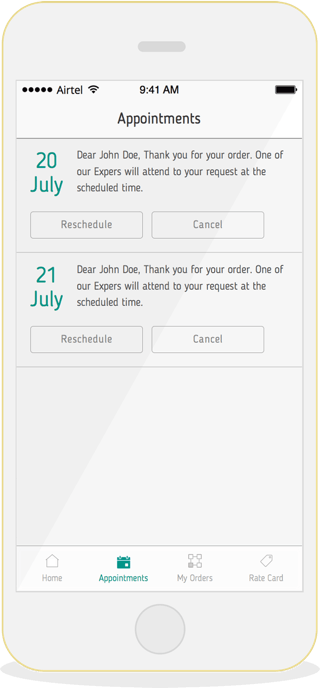 Airtel 9:41 AM
Appointments
20
July
Dear John Doe, Thank you for your order. One of
our Expers will attend to your request at the
scheduled time.
Reschedule Cancel
21
July
Dear John Doe, Thank you for your order. One of
our Expers will attend to your request at the
scheduled time.
Reschedule Cancel
Home Appointments My Orders Rate Card